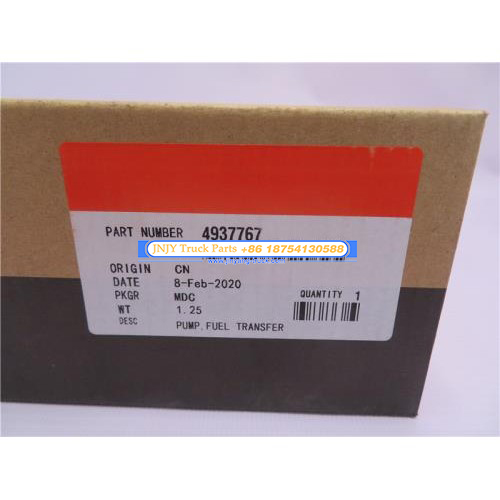 PART NUMBER 4937767
JNJY Truck Parts +86 18754130588
ORIGIN CN
DATE 8-Feb-2020
PKGR MDC
QUANTITY 1
WT 1.25
DESC PUMP,FUEL TRANSFER